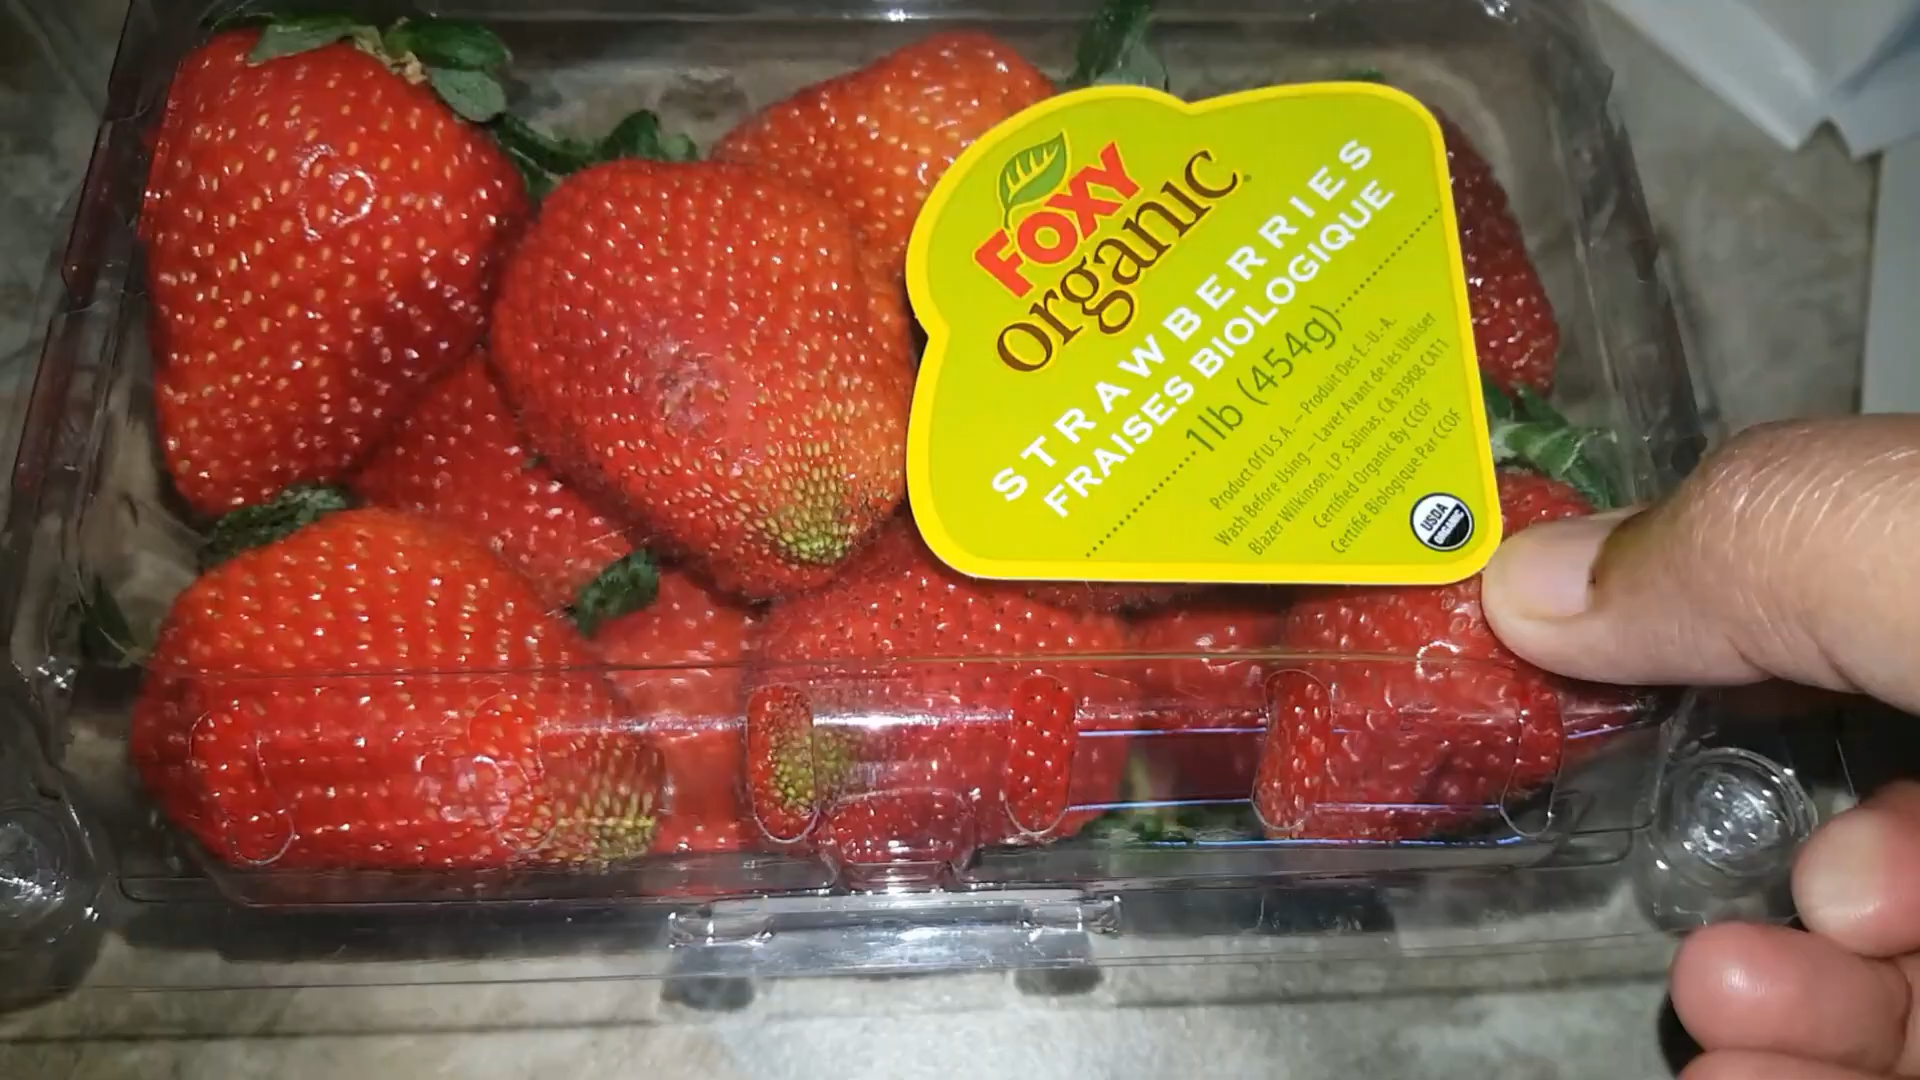 FOXY
organic
STRAWBERRIES
FRAISES BIOLOGIQUE
1lb (454g)
Product Of U.S.A. — Produit Des É.-U.-A.
Wash Before Using — Laver Avant de les Utiliser
Blazer Wilkinson, LP, Salinas, CA 93908 CAT1
Certified Organic By CCOF
Certifié Biologique Par CCOF
USDA
ORGANIC